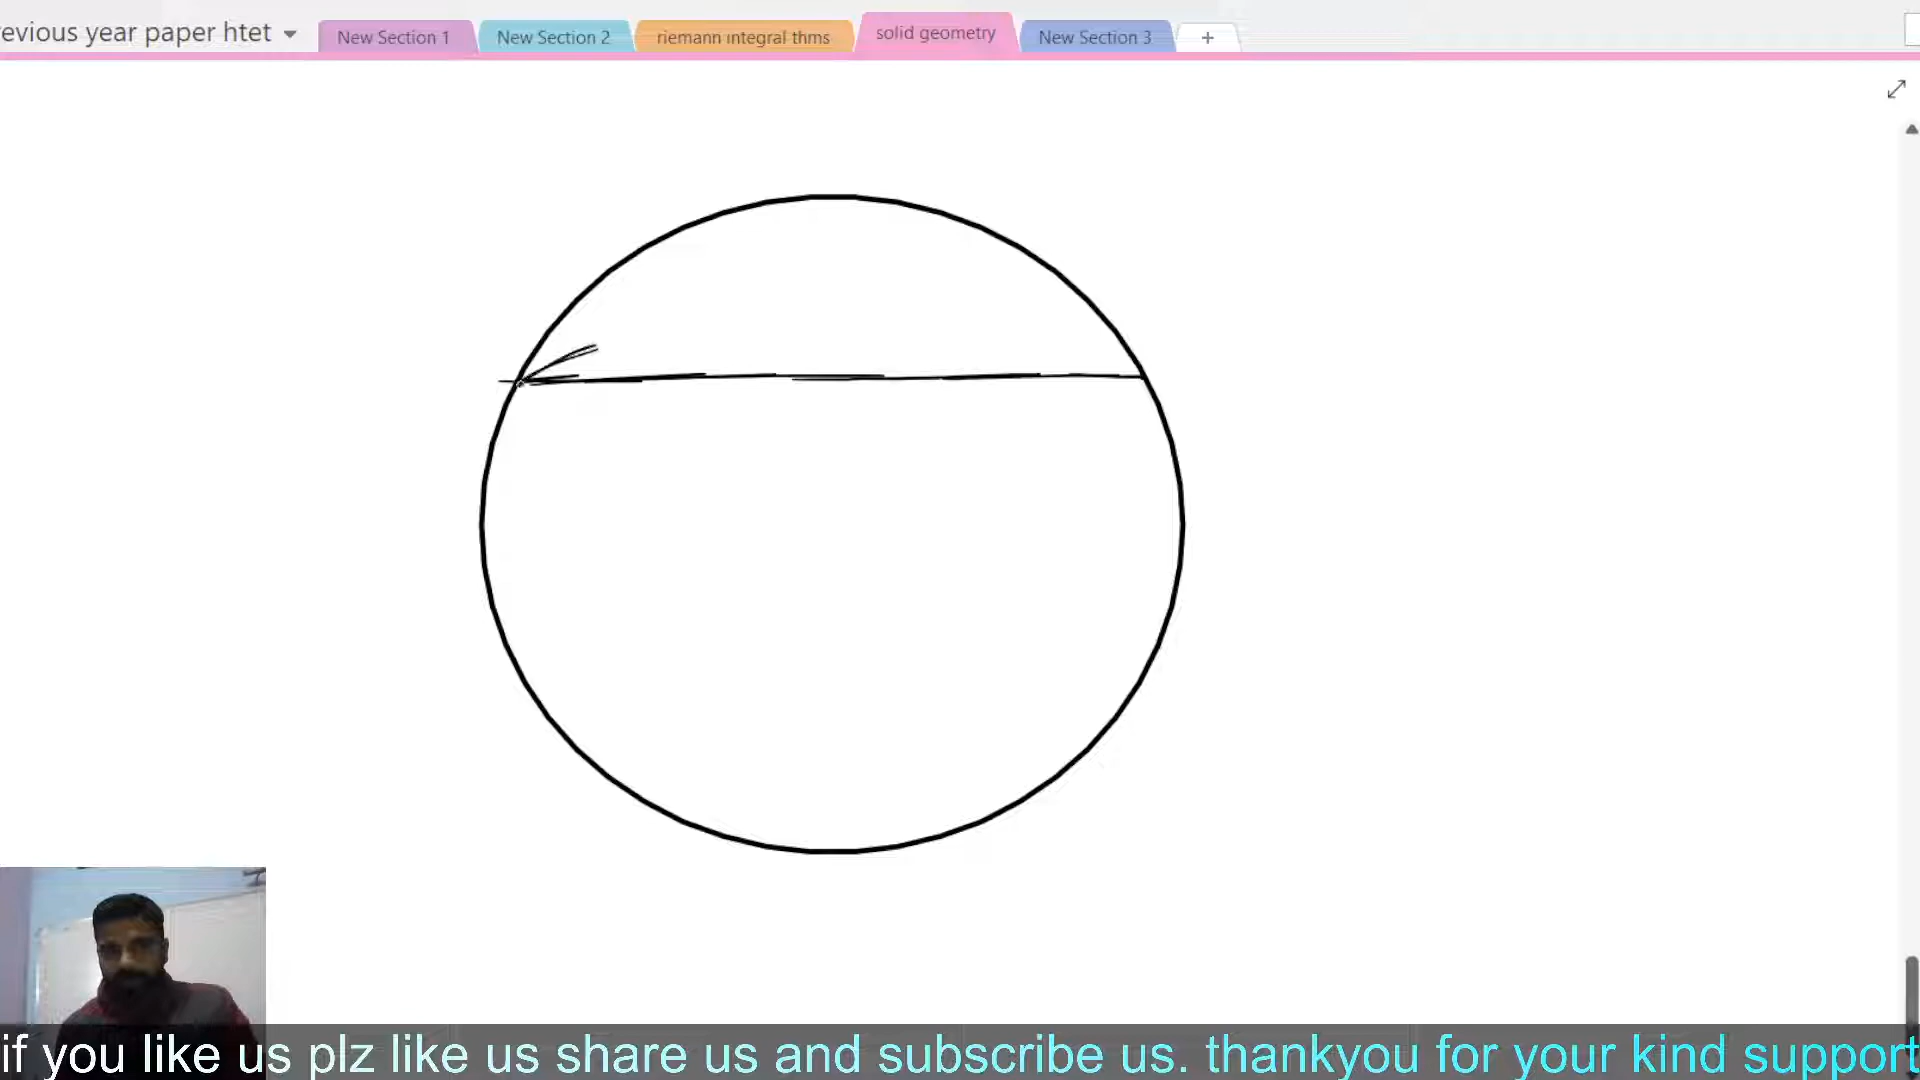 evious year paper htet
New Section 1
New Section 2
riemann integral thms
solid geometry
New Section 3
+
if you like us plz like us share us and subscribe us. thankyou for your kind support